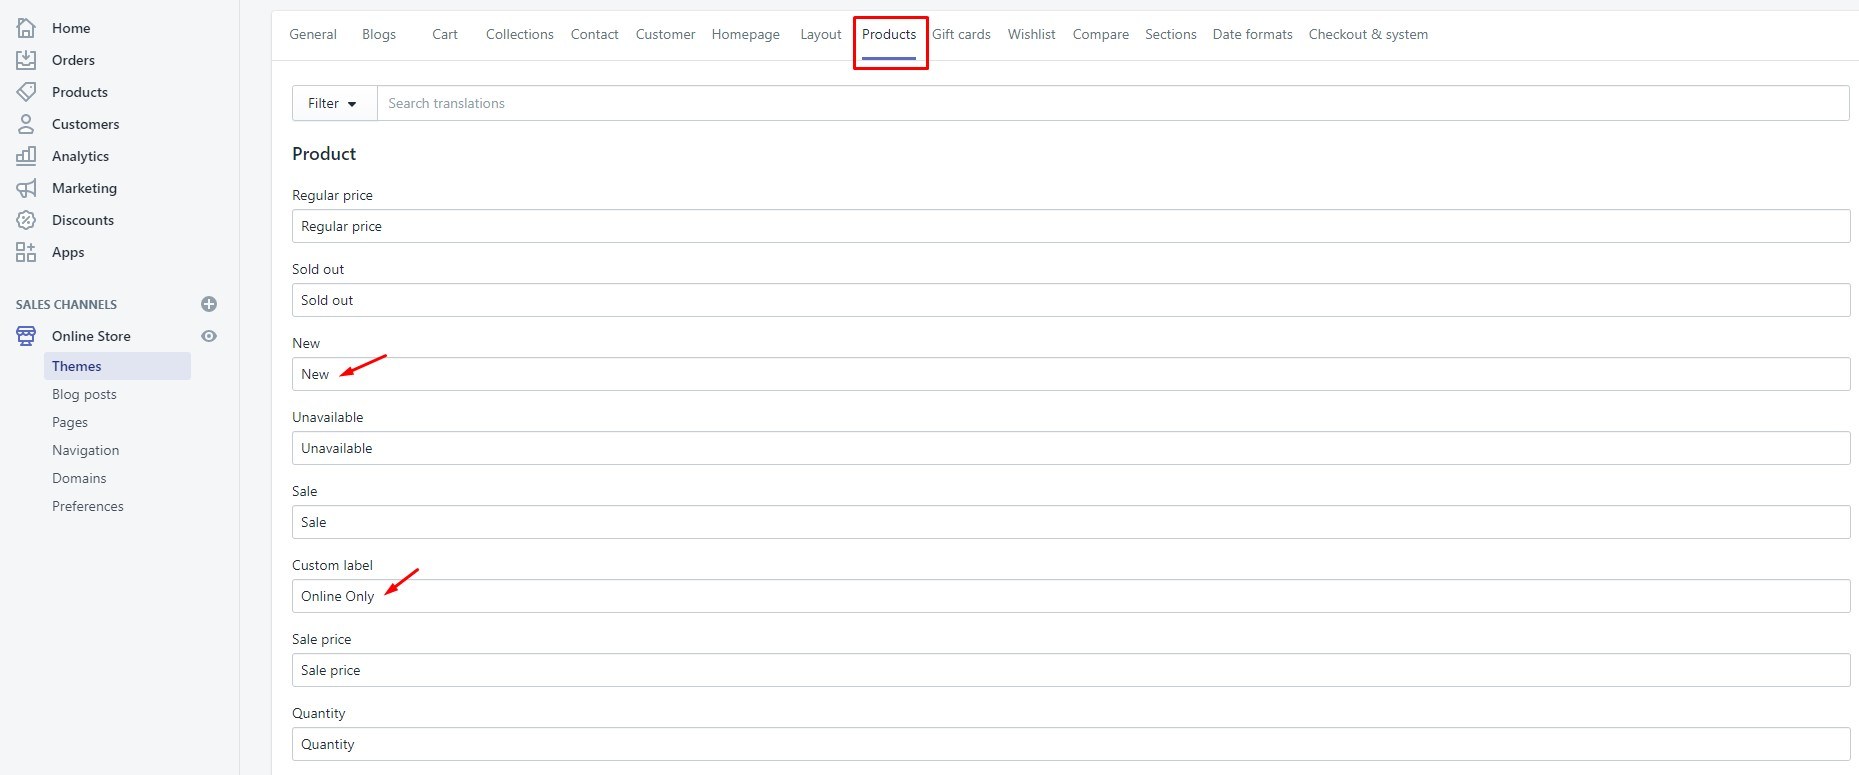 Home
Orders
Products
Customers
Analytics
Marketing
Discounts
Apps
SALES CHANNELS
Online Store
Themes
Blog posts
Pages
Navigation
Domains
Preferences
General Blogs Cart Collections Contact Customer Homepage Layout Products Gift cards Wishlist Compare Sections Date formats Checkout & system
Filter Search translations
Product
Regular price
Regular price
Sold out
Sold out
New
New
Unavailable
Unavailable
Sale
Sale
Custom label
Online Only
Sale price
Sale price
Quantity
Quantity